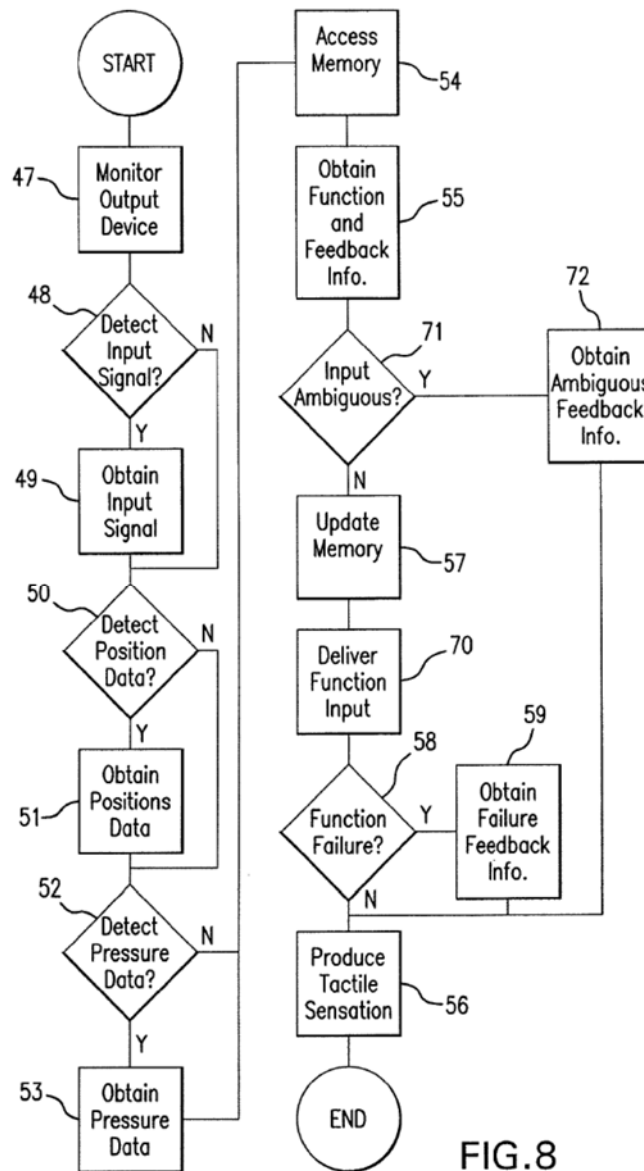 START
47
Monitor
Output
Device
48
Detect
Input
Signal?
N
Y
49
Obtain
Input
Signal
50
Detect
Position
Data?
N
Y
51
Obtain
Positions
Data
52
Detect
Pressure
Data?
N
Y
53
Obtain
Pressure
Data
Access
Memory
54
Obtain
Function
and
Feedback
Info.
55
71
Input
Ambiguous?
Y
N
72
Obtain
Ambiguous
Feedback
Info.
Update
Memory
57
Deliver
Function
Input
70
58
Function
Failure?
Y
N
59
Obtain
Failure
Feedback
Info.
Produce
Tactile
Sensation
56
END
FIG.8